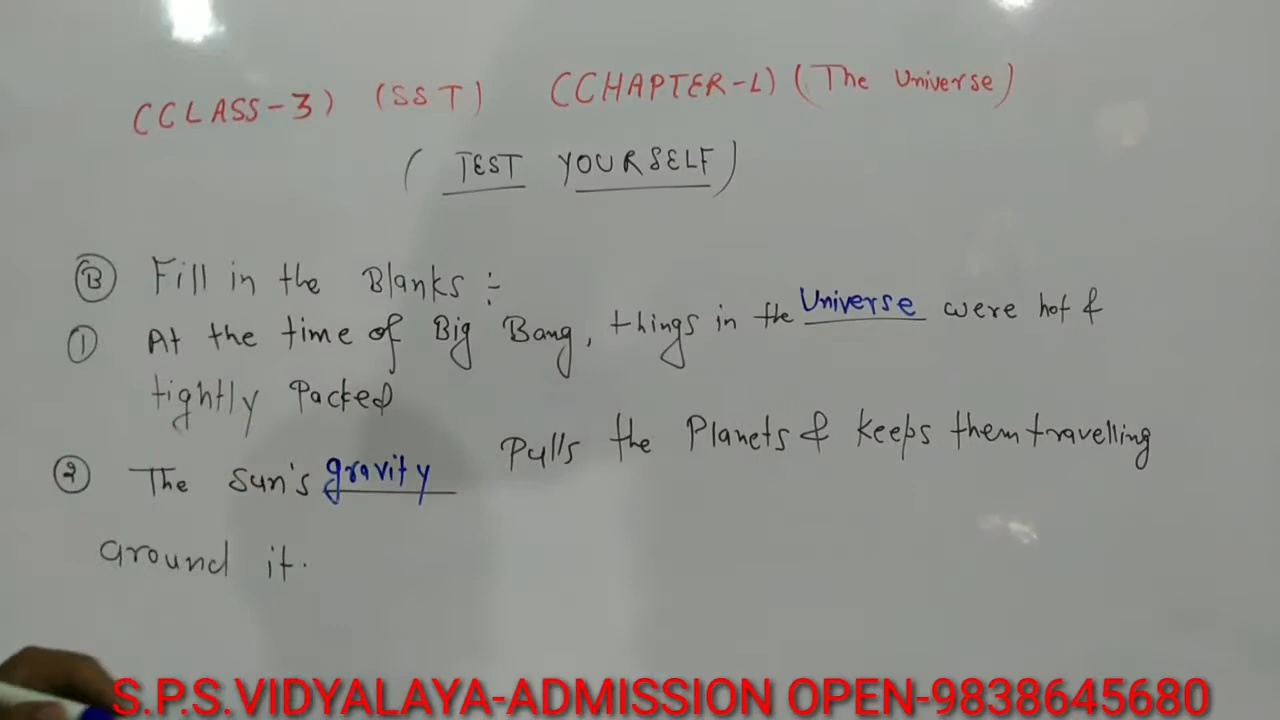 (CLASS-3) (SST) (CHAPTER-1) (The Universe)
(TEST YOURSELF)
Ⓑ Fill in the Blanks :-
① At the time of Big Bang, things in the Universe were hot &
tightly Packed
② The Sun's gravity Pulls the Planets & keeps them travelling
around it.
S.P.S.VIDYALAYA-ADMISSION OPEN-9838645680